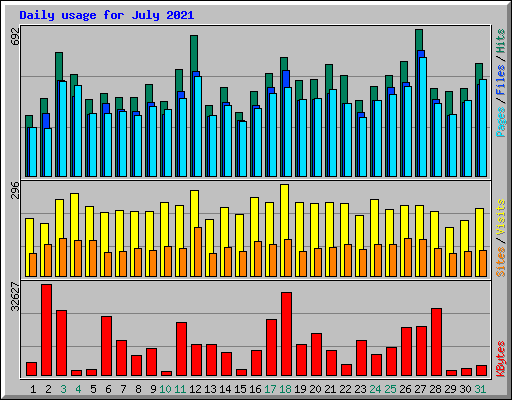 Daily usage for July 2021
692
Pages / Files / Hits
296
Sites / Visits
32627
KBytes
1 2 3 4 5 6 7 8 9 10 11 12 13 14 15 16 17 18 19 20 21 22 23 24 25 26 27 28 29 30 31